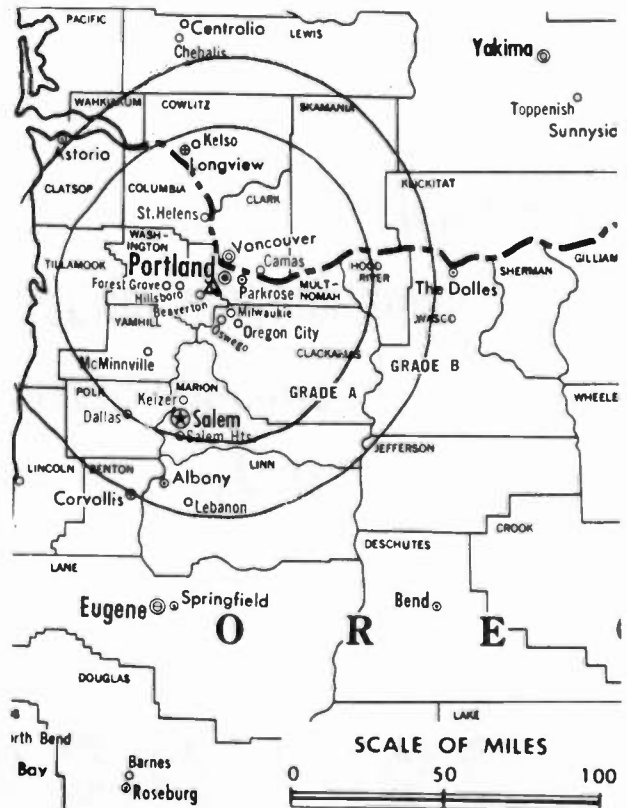 PACIFIC
Centrolia
LEWIS
Chehalis
Yakima
Toppenish
Sunnysid
WAHKIAKUM
COWLITZ
SKAMANIA
Astoria
Kelso
Longview
CLATSOP
COLUMBIA
KLICKITAT
CLARK
St. Helens
WASH-
INGTON
Vancouver
TILLAMOOK
Portland
Camas
HOOD
RIVER
SHERMAN
GILLIAM
Forest Grove
Hillsboro
Parkrose
MULT-
NOMAH
The Dalles
Beaverton
Milwaukie
YAMHILL
Oswego
Oregon City
WASCO
McMinnville
CLACKAMAS
GRADE B
MARION
GRADE A
POLK
Keizer
WHEELE
Dallas
Salem
Salem Hts.
JEFFERSON
LINCOLN
BENTON
LINN
Albany
Corvallis
Lebanon
CROOK
DESCHUTES
LANE
Eugene
Springfield
Bend
O R E
DOUGLAS
LAKE
orth Bend
SCALE OF MILES
Bay
Barnes
Roseburg
0 50 100